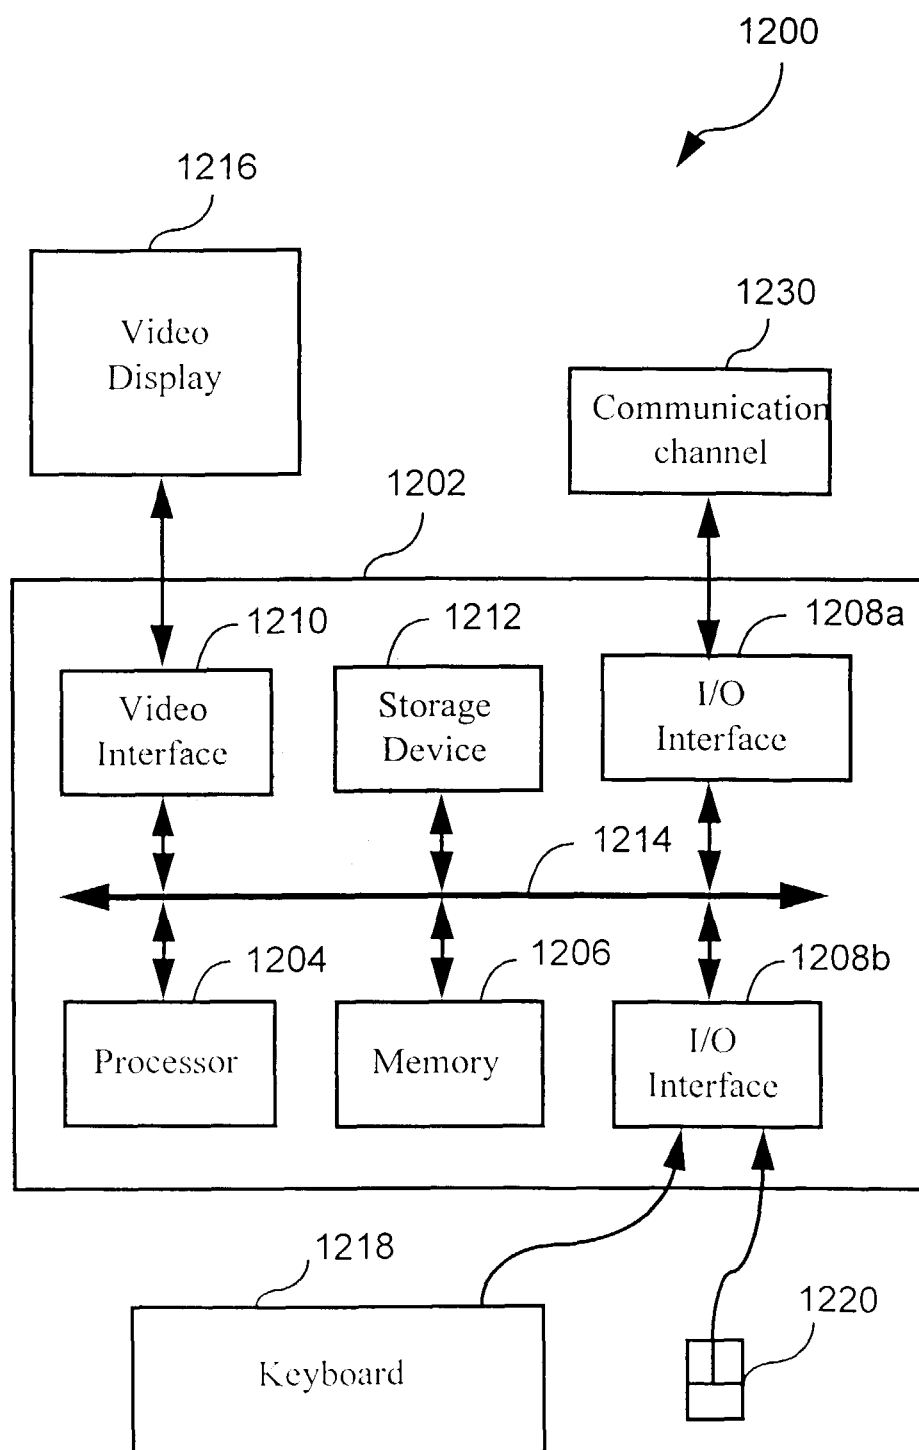 1200
1216
Video
Display
1230
Communication
channel
1202
1210
Video
Interface
1212
Storage
Device
1208a
I/O
Interface
1214
1204
Processor
1206
Memory
1208b
I/O
Interface
1218
Keyboard
1220